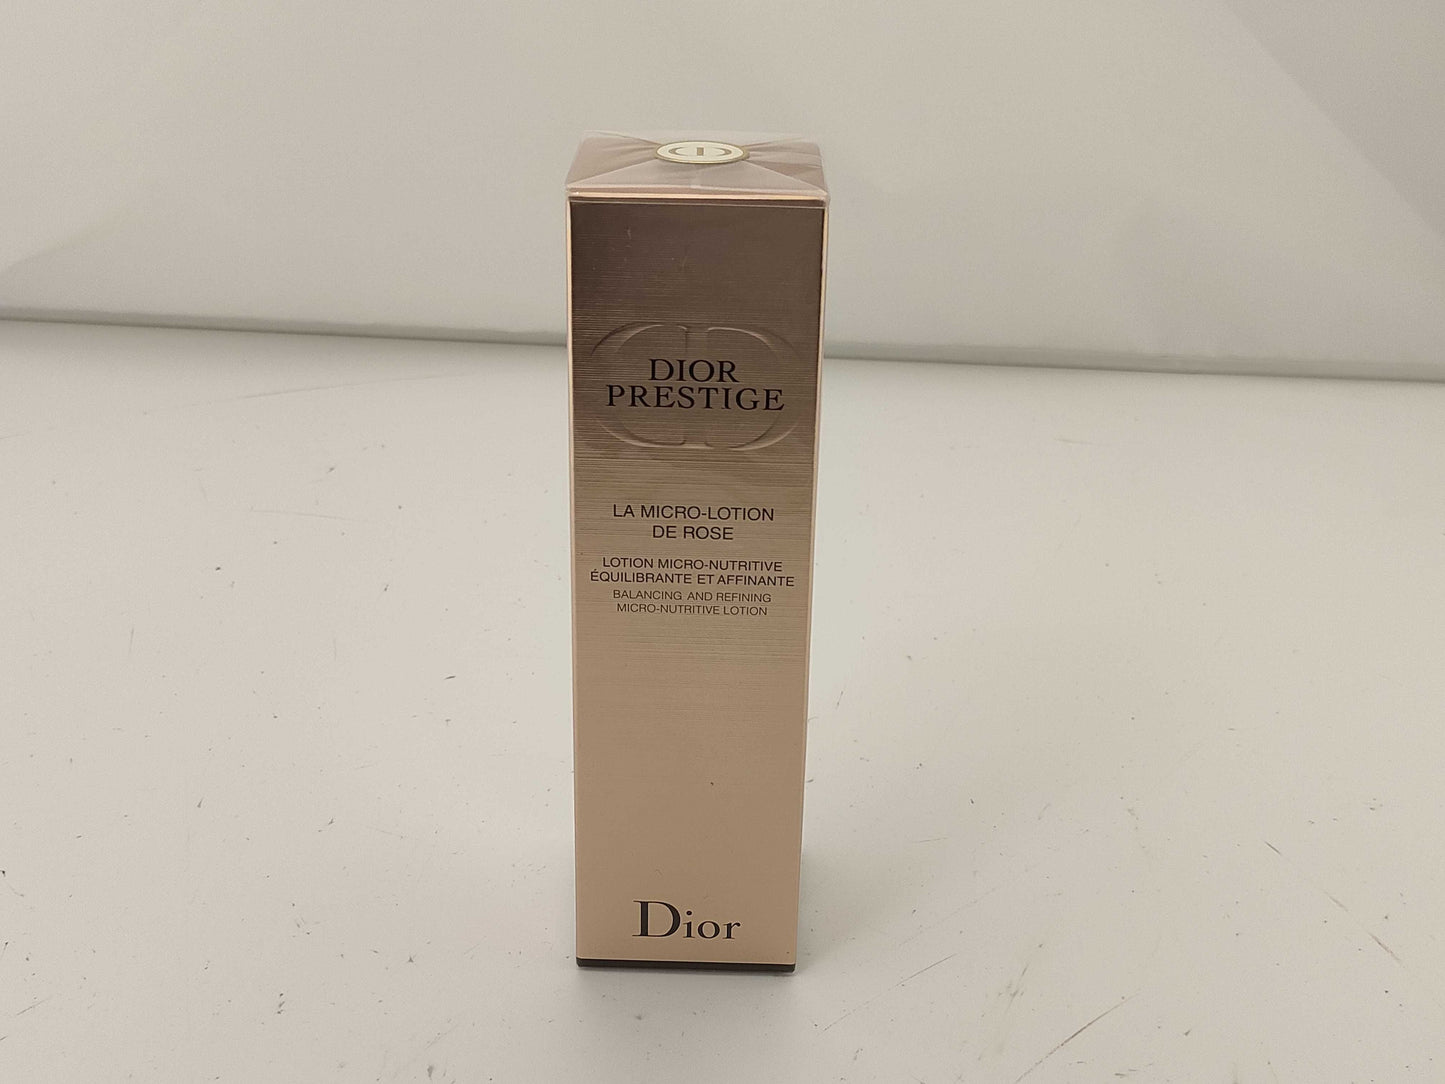 DIOR
PRESTIGE
LA MICRO-LOTION
DE ROSE
LOTION MICRO-NUTRITIVE
ÉQUILIBRANTE ET AFFINANTE
BALANCING AND REFINING
MICRO-NUTRITIVE LOTION
Dior